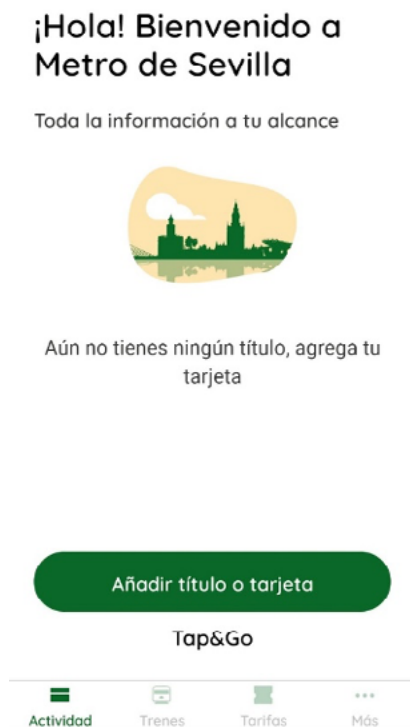 ¡Hola! Bienvenido a
Metro de Sevilla
Toda la información a tu alcance
Aún no tienes ningún título, agrega tu
tarjeta
Añadir título o tarjeta
Tap&Go
Actividad
Trenes
Tarifas
Más